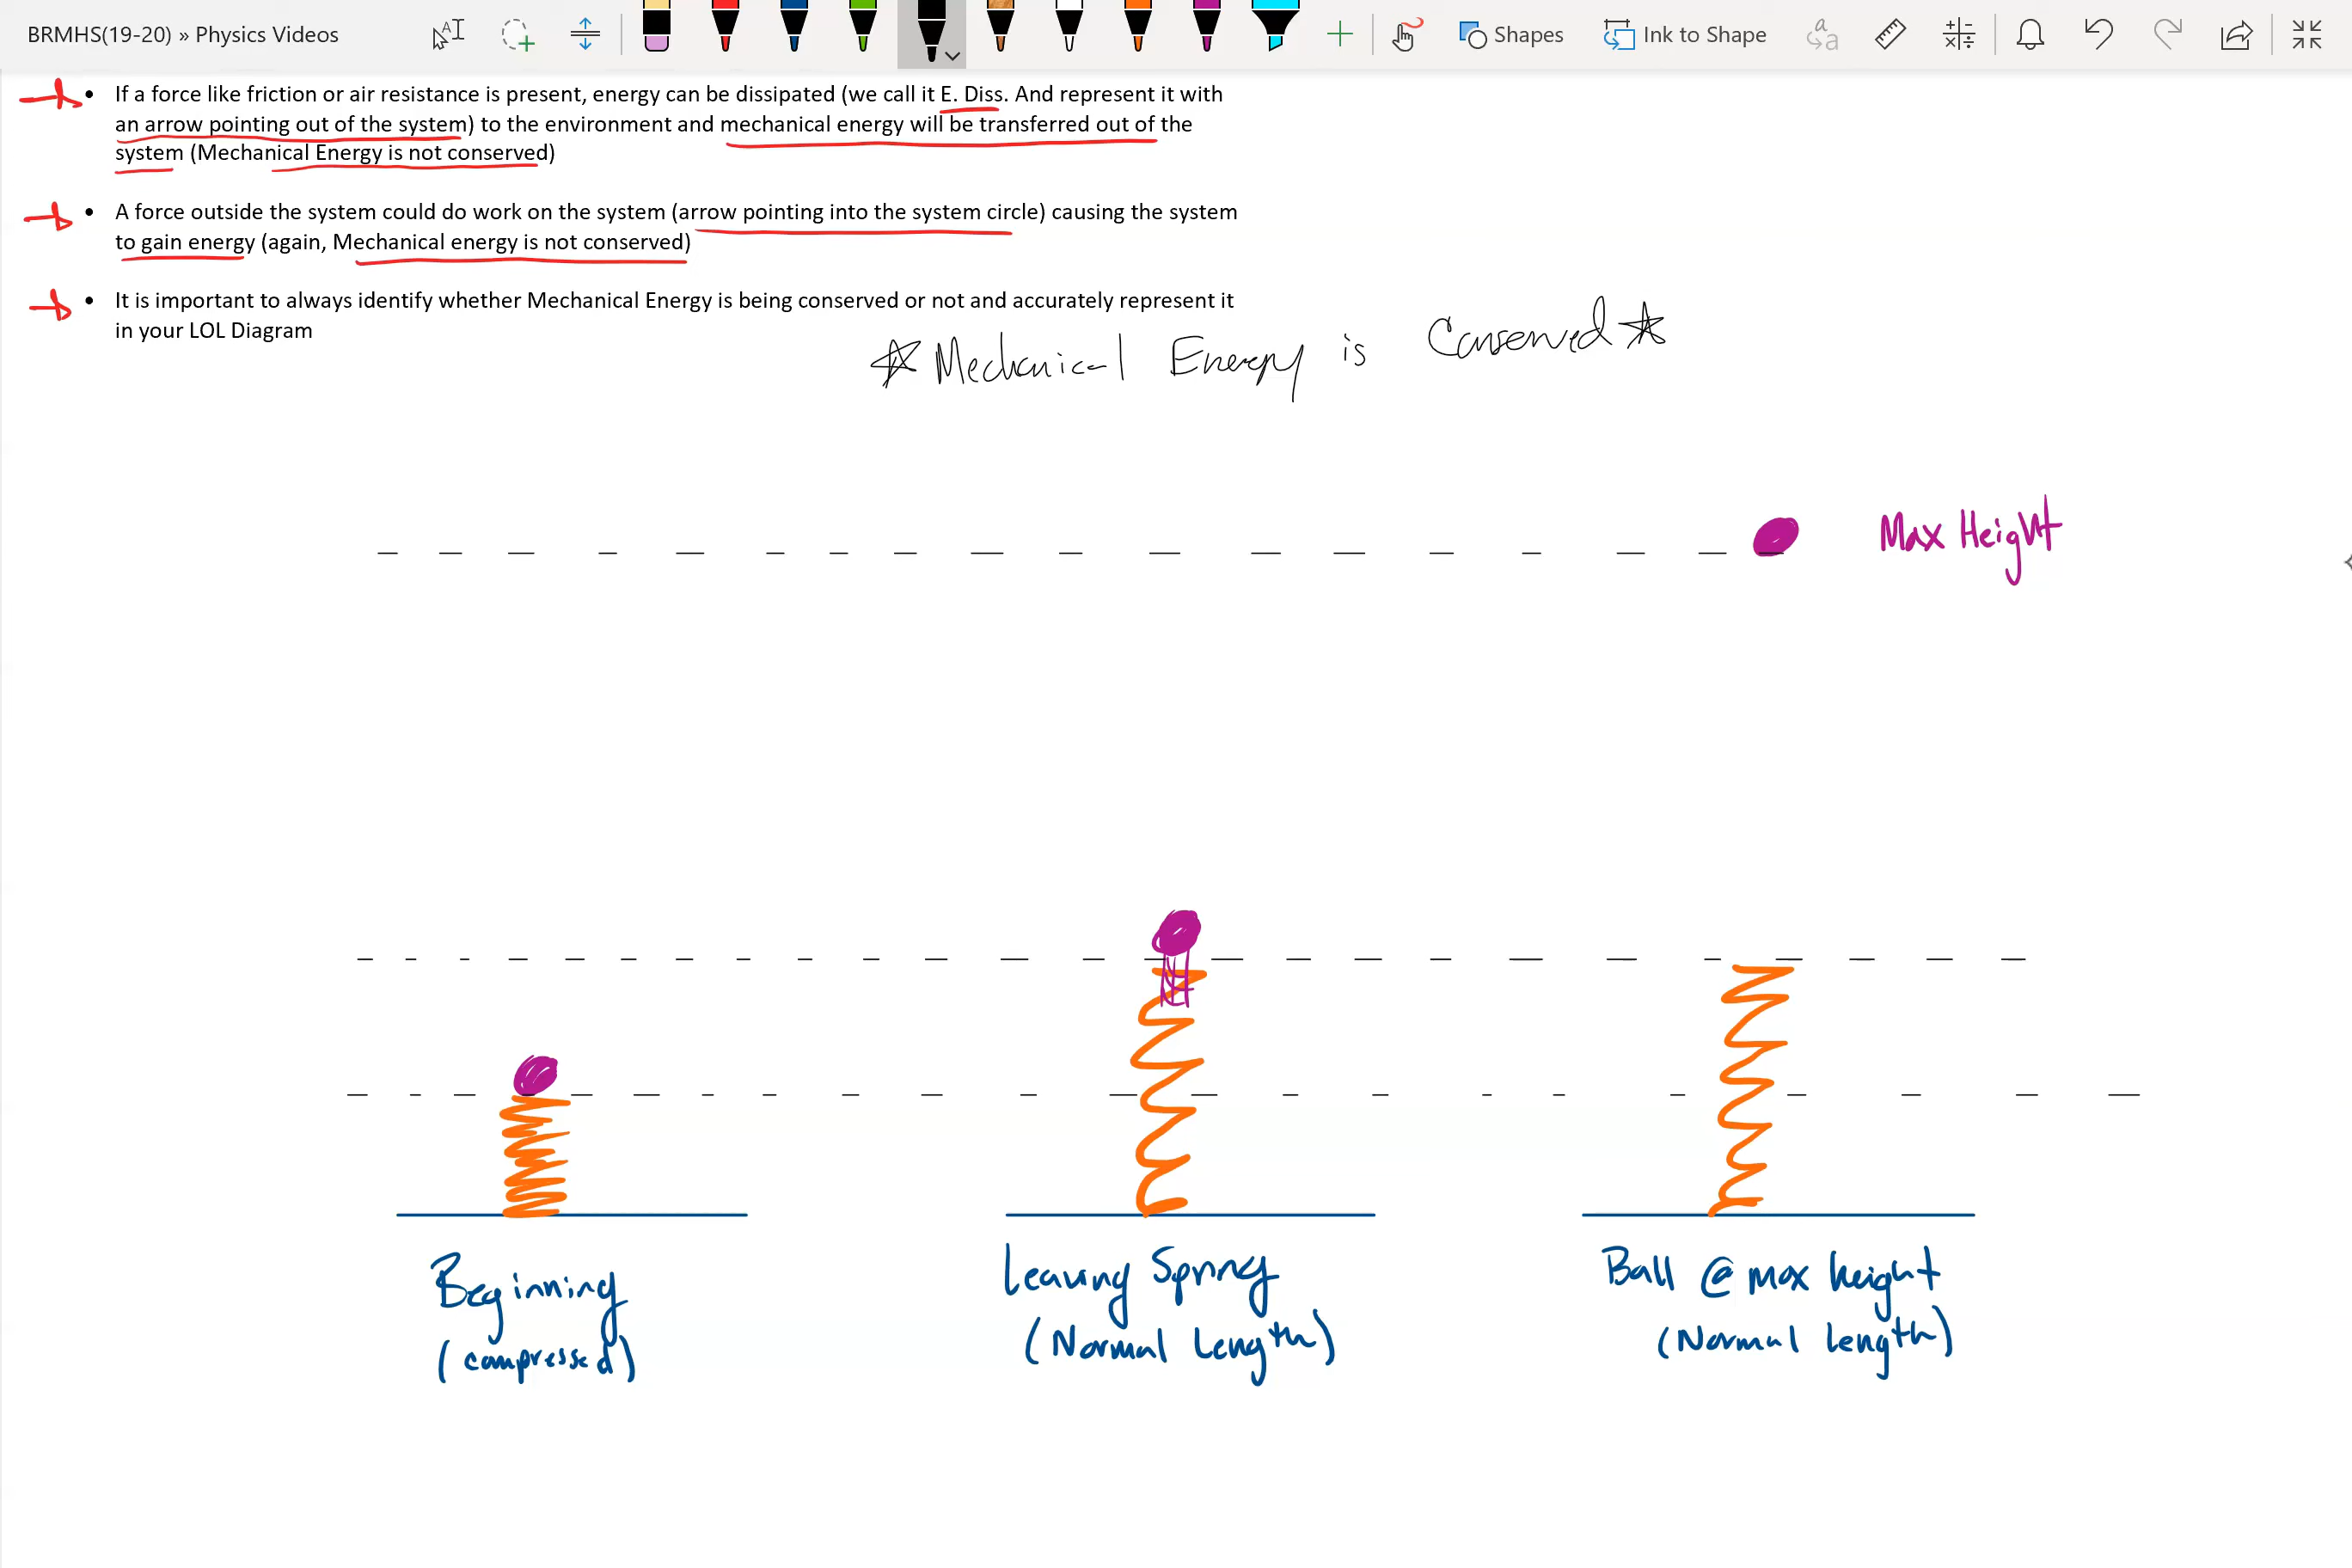 BRMHS(19-20) » Physics Videos
Shapes
Ink to Shape
• If a force like friction or air resistance is present, energy can be dissipated (we call it E. Diss. And represent it with
an arrow pointing out of the system) to the environment and mechanical energy will be transferred out of the
system (Mechanical Energy is not conserved)
• A force outside the system could do work on the system (arrow pointing into the system circle) causing the system
to gain energy (again, Mechanical energy is not conserved)
• It is important to always identify whether Mechanical Energy is being conserved or not and accurately represent it
in your LOL Diagram
☆ Mechanical Energy is Conserved ☆
Max Height
Beginning
(compressed)
Leaving Spring
(Normal Length)
Ball @ max height
(Normal Length)